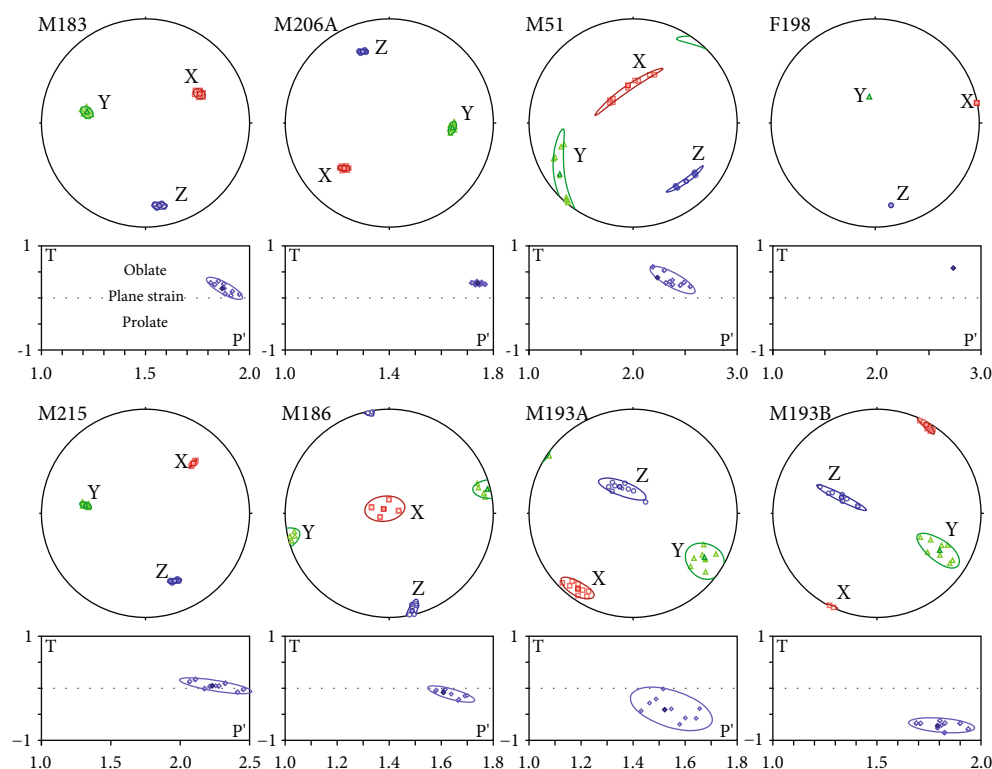 M183
M206A
M51
F198
X
Y
Z
Z
Y
X
X
Y
Z
Y
X
Z
1
T
Oblate
Plane strain
Prolate
P'
-1
1.0
1.5
2.0
1
T
P'
-1
1.0
1.2
1.4
1.6
1.8
1
T
P'
-1
1.0
2.0
3.0
1
T
P'
-1
1.0
2.0
3.0
M215
M186
M193A
M193B
X
Y
Z
X
Y
Z
Z
Y
X
Z
Y
X
1
T
P'
−1
1.0
1.5
2.0
2.5
1
T
P'
−1
1.0
1.2
1.4
1.6
1.8
1
T
P'
−1
1.0
1.2
1.4
1.6
1.8
1
T
P'
−1
1.0
1.5
2.0